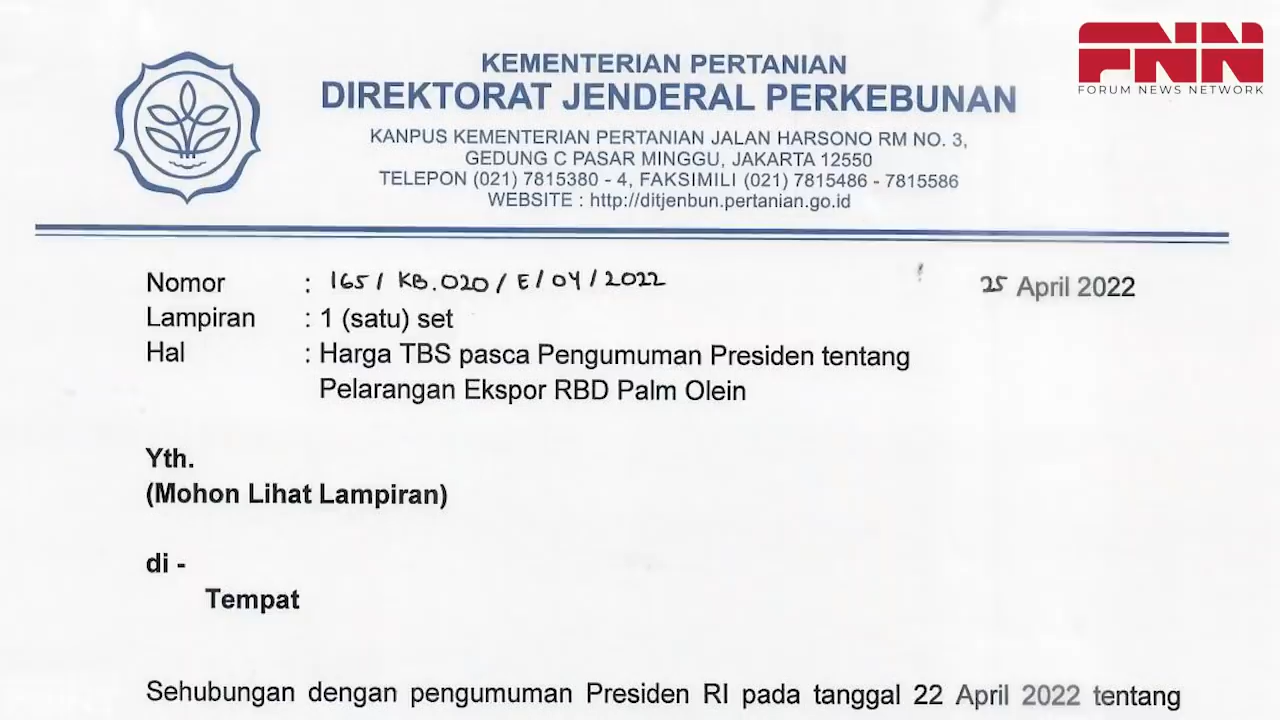 FNN
FORUM NEWS NETWORK
KEMENTERIAN PERTANIAN
DIREKTORAT JENDERAL PERKEBUNAN
KANPUS KEMENTERIAN PERTANIAN JALAN HARSONO RM NO. 3,
GEDUNG C PASAR MINGGU, JAKARTA 12550
TELEPON (021) 7815380 - 4, FAKSIMILI (021) 7815486 - 7815586
WEBSITE : http://ditjenbun.pertanian.go.id
Nomor : 165/ KB.020 / E / 04 / 2022 25 April 2022
Lampiran : 1 (satu) set
Hal : Harga TBS pasca Pengumuman Presiden tentang
Pelarangan Ekspor RBD Palm Olein
Yth.
(Mohon Lihat Lampiran)
di -
Tempat
Sehubungan dengan pengumuman Presiden RI pada tanggal 22 April 2022 tentang